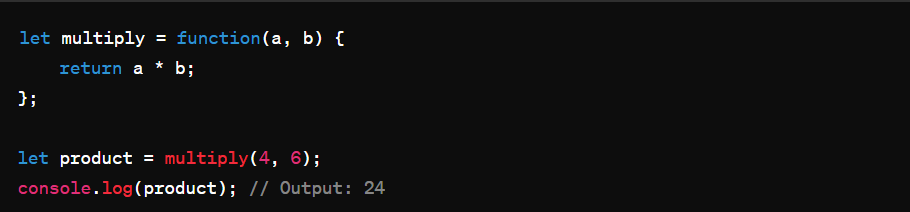 let multiply = function(a, b) {
    return a * b;
};

let product = multiply(4, 6);
console.log(product); // Output: 24